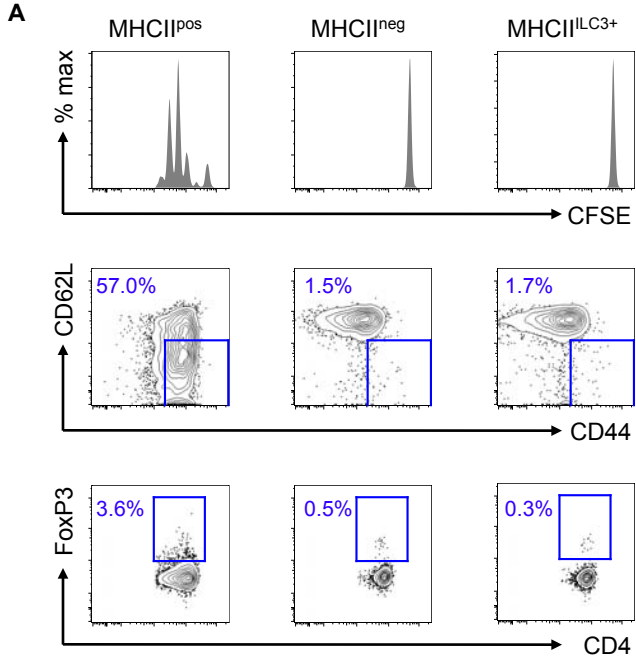 A
MHCIIpos MHCIIneg MHCIIILC3+
% max
CFSE
CD62L
57.0% 1.5% 1.7%
CD44
FoxP3
3.6% 0.5% 0.3%
CD4